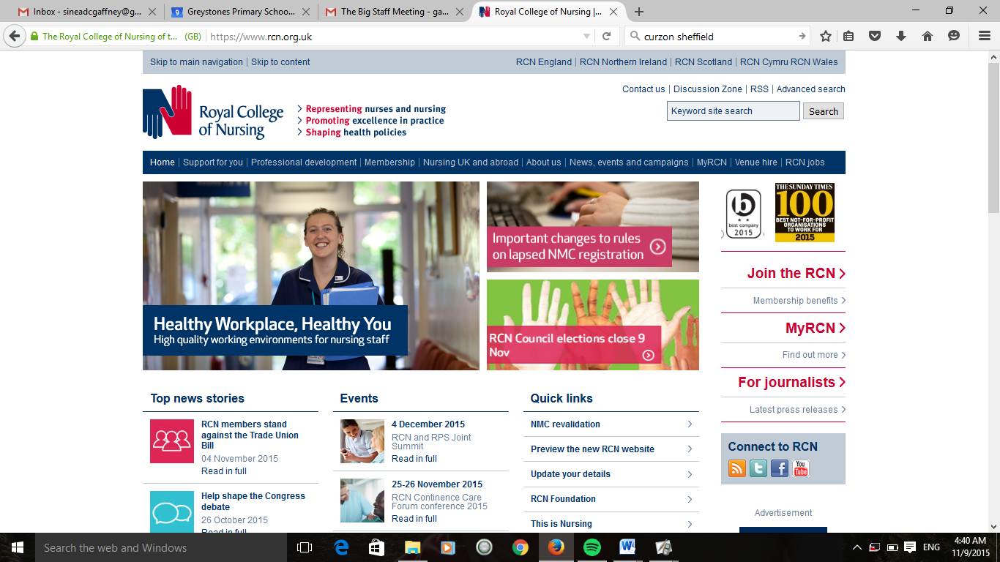 Inbox - sineadcgaffney@g...
Greystones Primary Schoo...
The Big Staff Meeting - ga...
Royal College of Nursing |...
The Royal College of Nursing of t... (GB)
https://www.rcn.org.uk
curzon sheffield
Skip to main navigation | Skip to content
RCN England | RCN Northern Ireland | RCN Scotland | RCN Cymru RCN Wales
Contact us | Discussion Zone | RSS | Advanced search
Keyword site search
Search
Royal College
of Nursing
Representing nurses and nursing
Promoting excellence in practice
Shaping health policies
Home | Support for you | Professional development | Membership | Nursing UK and abroad | About us | News, events and campaigns | MyRCN | Venue hire | RCN jobs
Healthy Workplace, Healthy You
High quality working environments for nursing staff
Important changes to rules
on lapsed NMC registration
RCN Council elections close 9
Nov
b
best company
2015
THE SUNDAY TIMES
100
BEST NOT-FOR-PROFIT
ORGANISATIONS
TO WORK FOR
2015
Join the RCN
Membership benefits
MyRCN
Find out more
For journalists
Latest press releases
Connect to RCN
You
Tube
Advertisement
Top news stories
RCN members stand
against the Trade Union
Bill
04 November 2015
Read in full
Help shape the Congress
debate
26 October 2015
Read in full
Events
4 December 2015
RCN and RPS Joint
Summit
Read in full
25-26 November 2015
RCN Continence Care
Forum conference 2015
Read in full
Quick links
NMC revalidation
Preview the new RCN website
Update your details
RCN Foundation
This is Nursing
Search the web and Windows
ENG
4:40 AM
11/9/2015